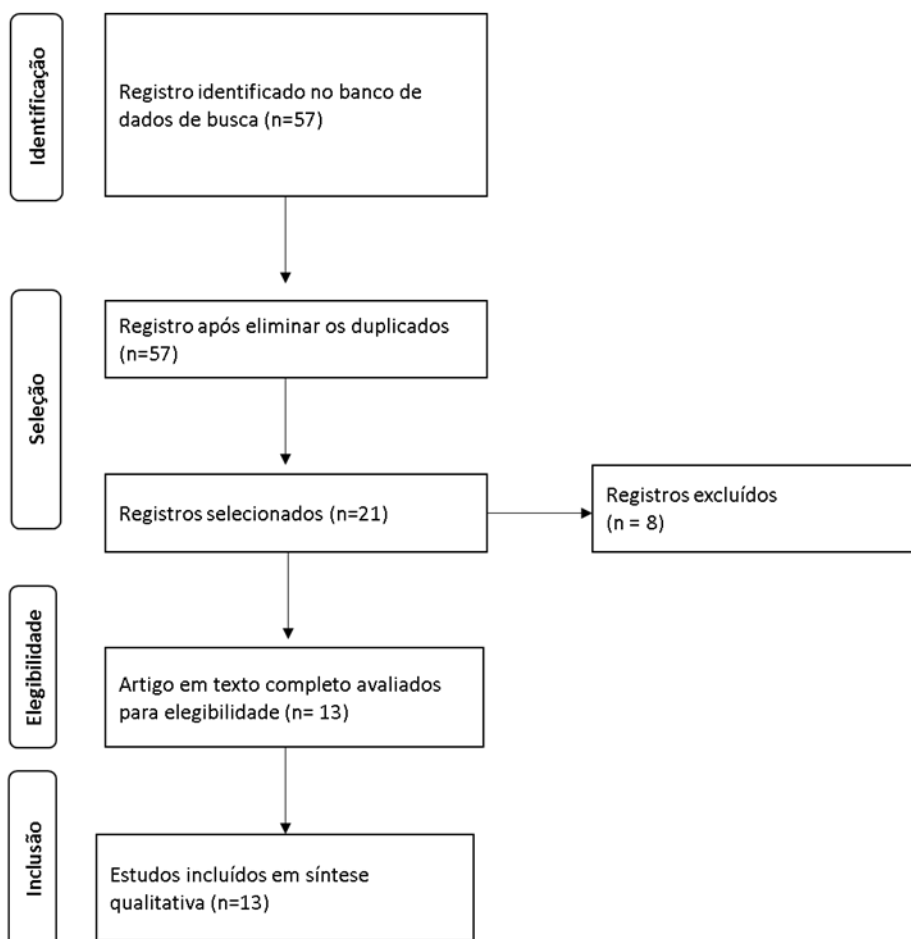 Identificação
Registro identificado no banco de
dados de busca (n=57)
Seleção
Registro após eliminar os duplicados
(n=57)
Registros selecionados (n=21)
Registros excluídos
(n = 8)
Elegibilidade
Artigo em texto completo avaliados
para elegibilidade (n= 13)
Inclusão
Estudos incluídos em síntese
qualitativa (n=13)